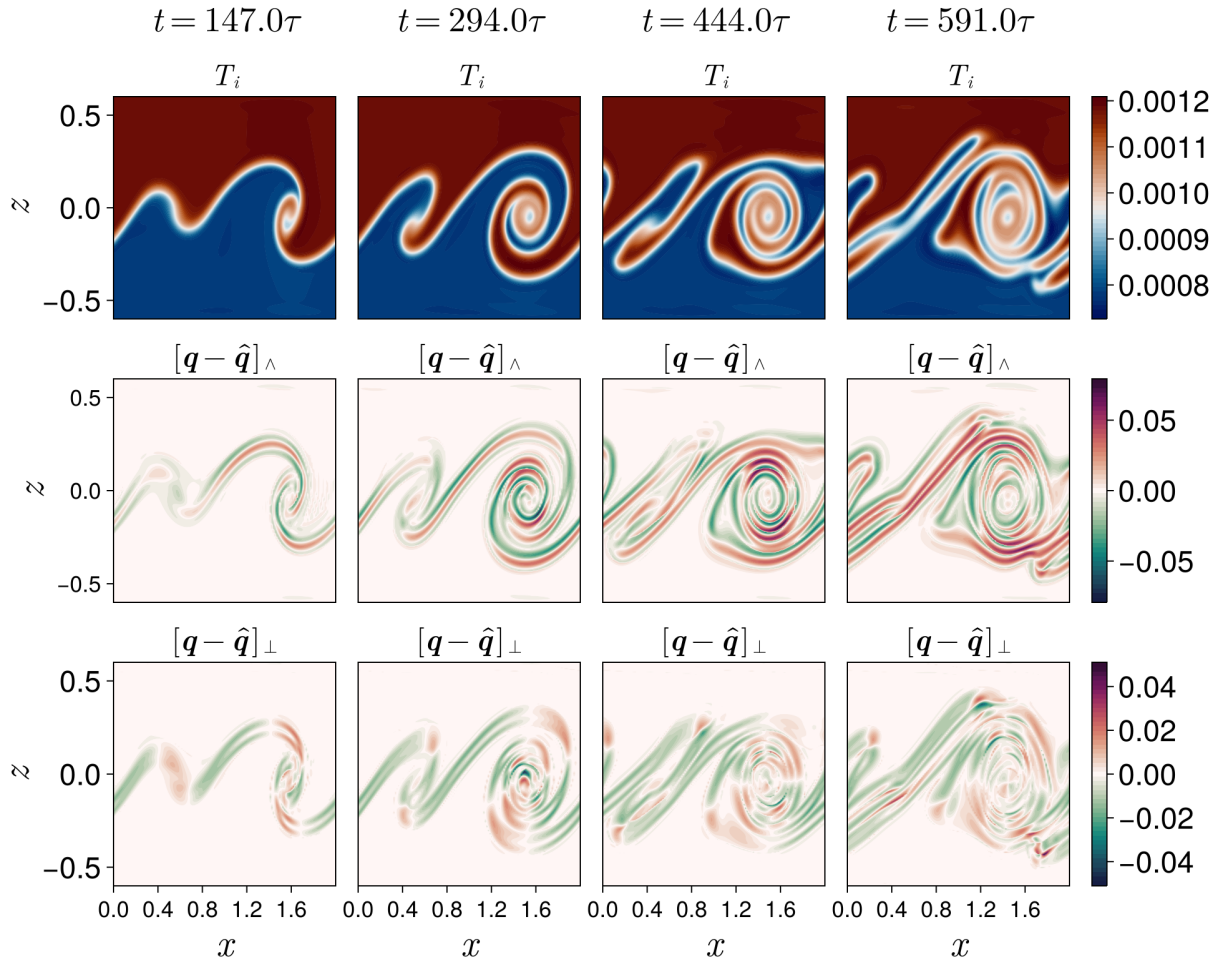 t = 147.0τ t = 294.0τ t = 444.0τ t = 591.0τ
T_i T_i T_i T_i
0.5
0.0
−0.5
z
0.0012
0.0011
0.0010
0.0009
0.0008
[q − q̂]_∧ [q − q̂]_∧ [q − q̂]_∧ [q − q̂]_∧
0.5
0.0
−0.5
z
0.05
0.00
−0.05
[q − q̂]_⊥ [q − q̂]_⊥ [q − q̂]_⊥ [q − q̂]_⊥
0.5
0.0
−0.5
z
0.04
0.02
0.00
−0.02
−0.04
0.0 0.4 0.8 1.2 1.6 0.0 0.4 0.8 1.2 1.6 0.0 0.4 0.8 1.2 1.6 0.0 0.4 0.8 1.2 1.6
x x x x